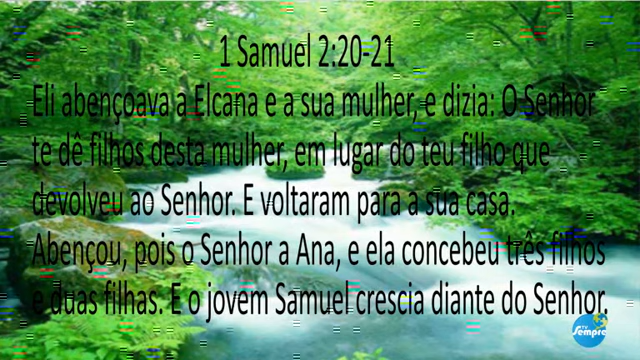 1 Samuel 2:20-21
Eli abençoava a Elcana e a sua mulher, e dizia: O Senhor
te dê filhos desta mulher, em lugar do teu filho que
devolveu ao Senhor. E voltaram para a sua casa.
Abençou, pois o Senhor a Ana, e ela concebeu três filhos
e duas filhas. E o jovem Samuel crescia diante do Senhor.
TV
Sempre